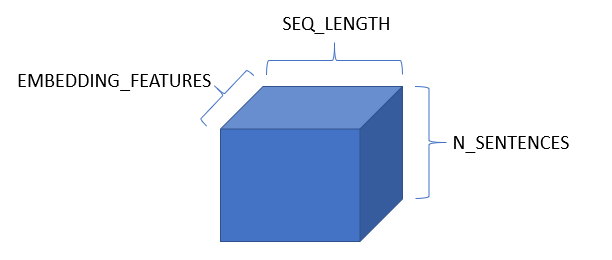 SEQ_LENGTH
EMBEDDING_FEATURES
N_SENTENCES